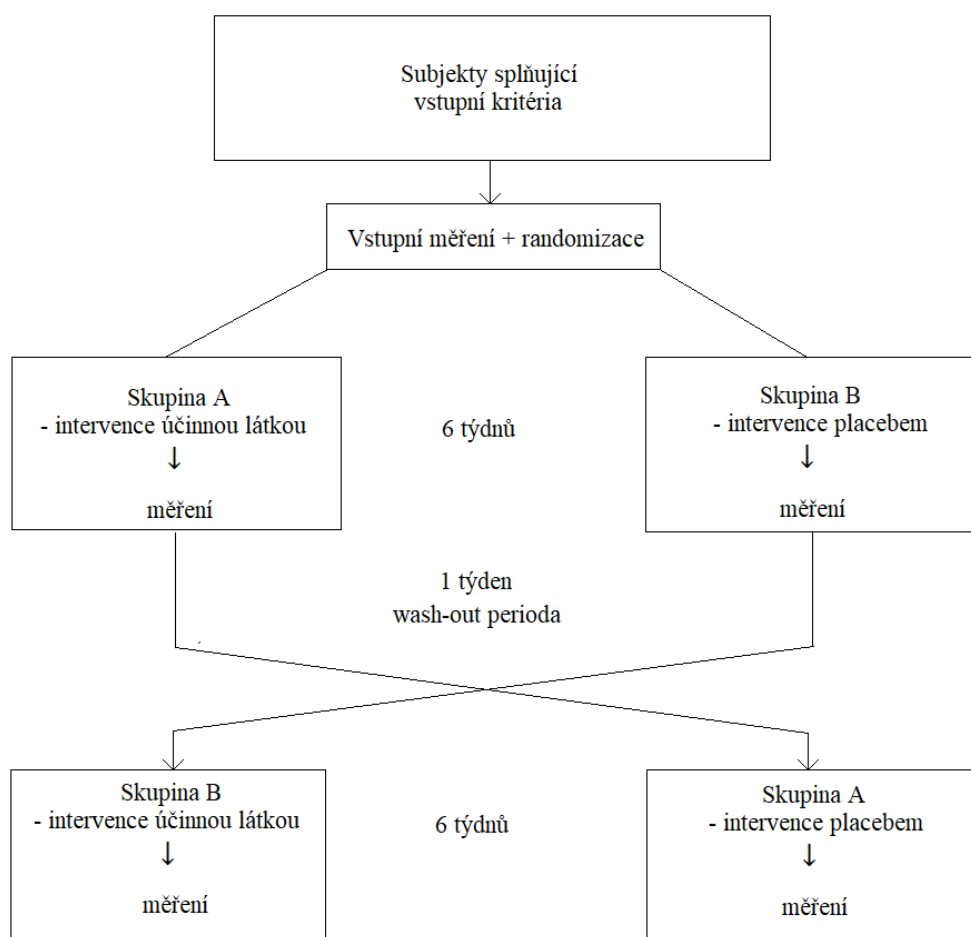 Subjekty splňující
vstupní kritéria
Vstupní měření + randomizace
Skupina A
- intervence účinnou látkou
↓
měření
6 týdnů
Skupina B
- intervence placebem
↓
měření
1 týden
wash-out perioda
Skupina B
- intervence účinnou látkou
↓
měření
6 týdnů
Skupina A
- intervence placebem
↓
měření